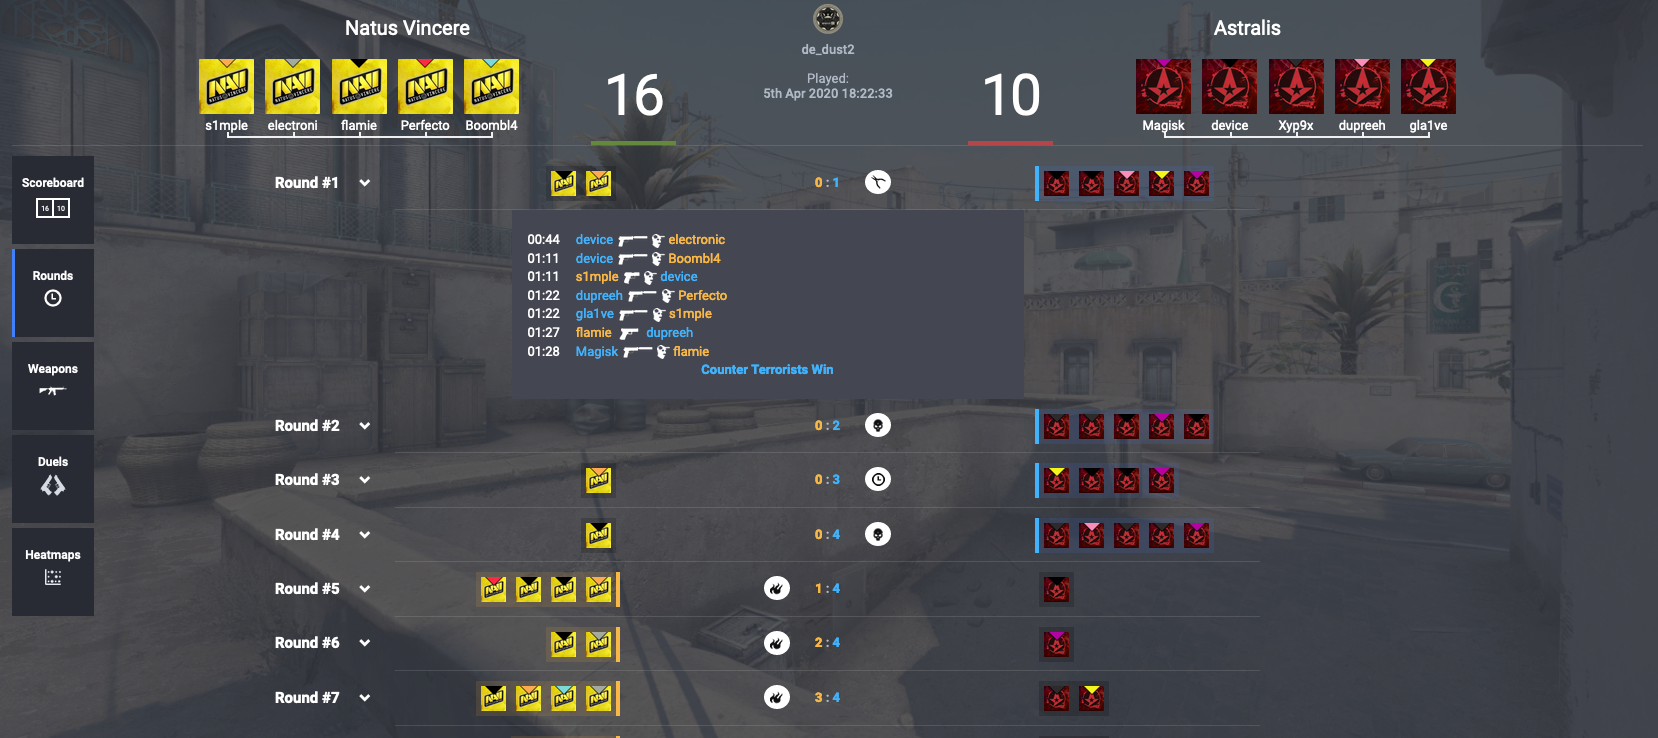 Natus Vincere
Astralis
de_dust2
Played:
5th Apr 2020 18:22:33
16
10
s1mple electroni flamie Perfecto Boombl4
Magisk device Xyp9x dupreeh gla1ve
Scoreboard
16 10
Rounds
Weapons
Duels
Heatmaps
Round #1 0 : 1
00:44 device electronic
01:11 device Boombl4
01:11 s1mple device
01:22 dupreeh Perfecto
01:22 gla1ve s1mple
01:27 flamie dupreeh
01:28 Magisk flamie
Counter Terrorists Win
Round #2 0 : 2
Round #3 0 : 3
Round #4 0 : 4
Round #5 1 : 4
Round #6 2 : 4
Round #7 3 : 4